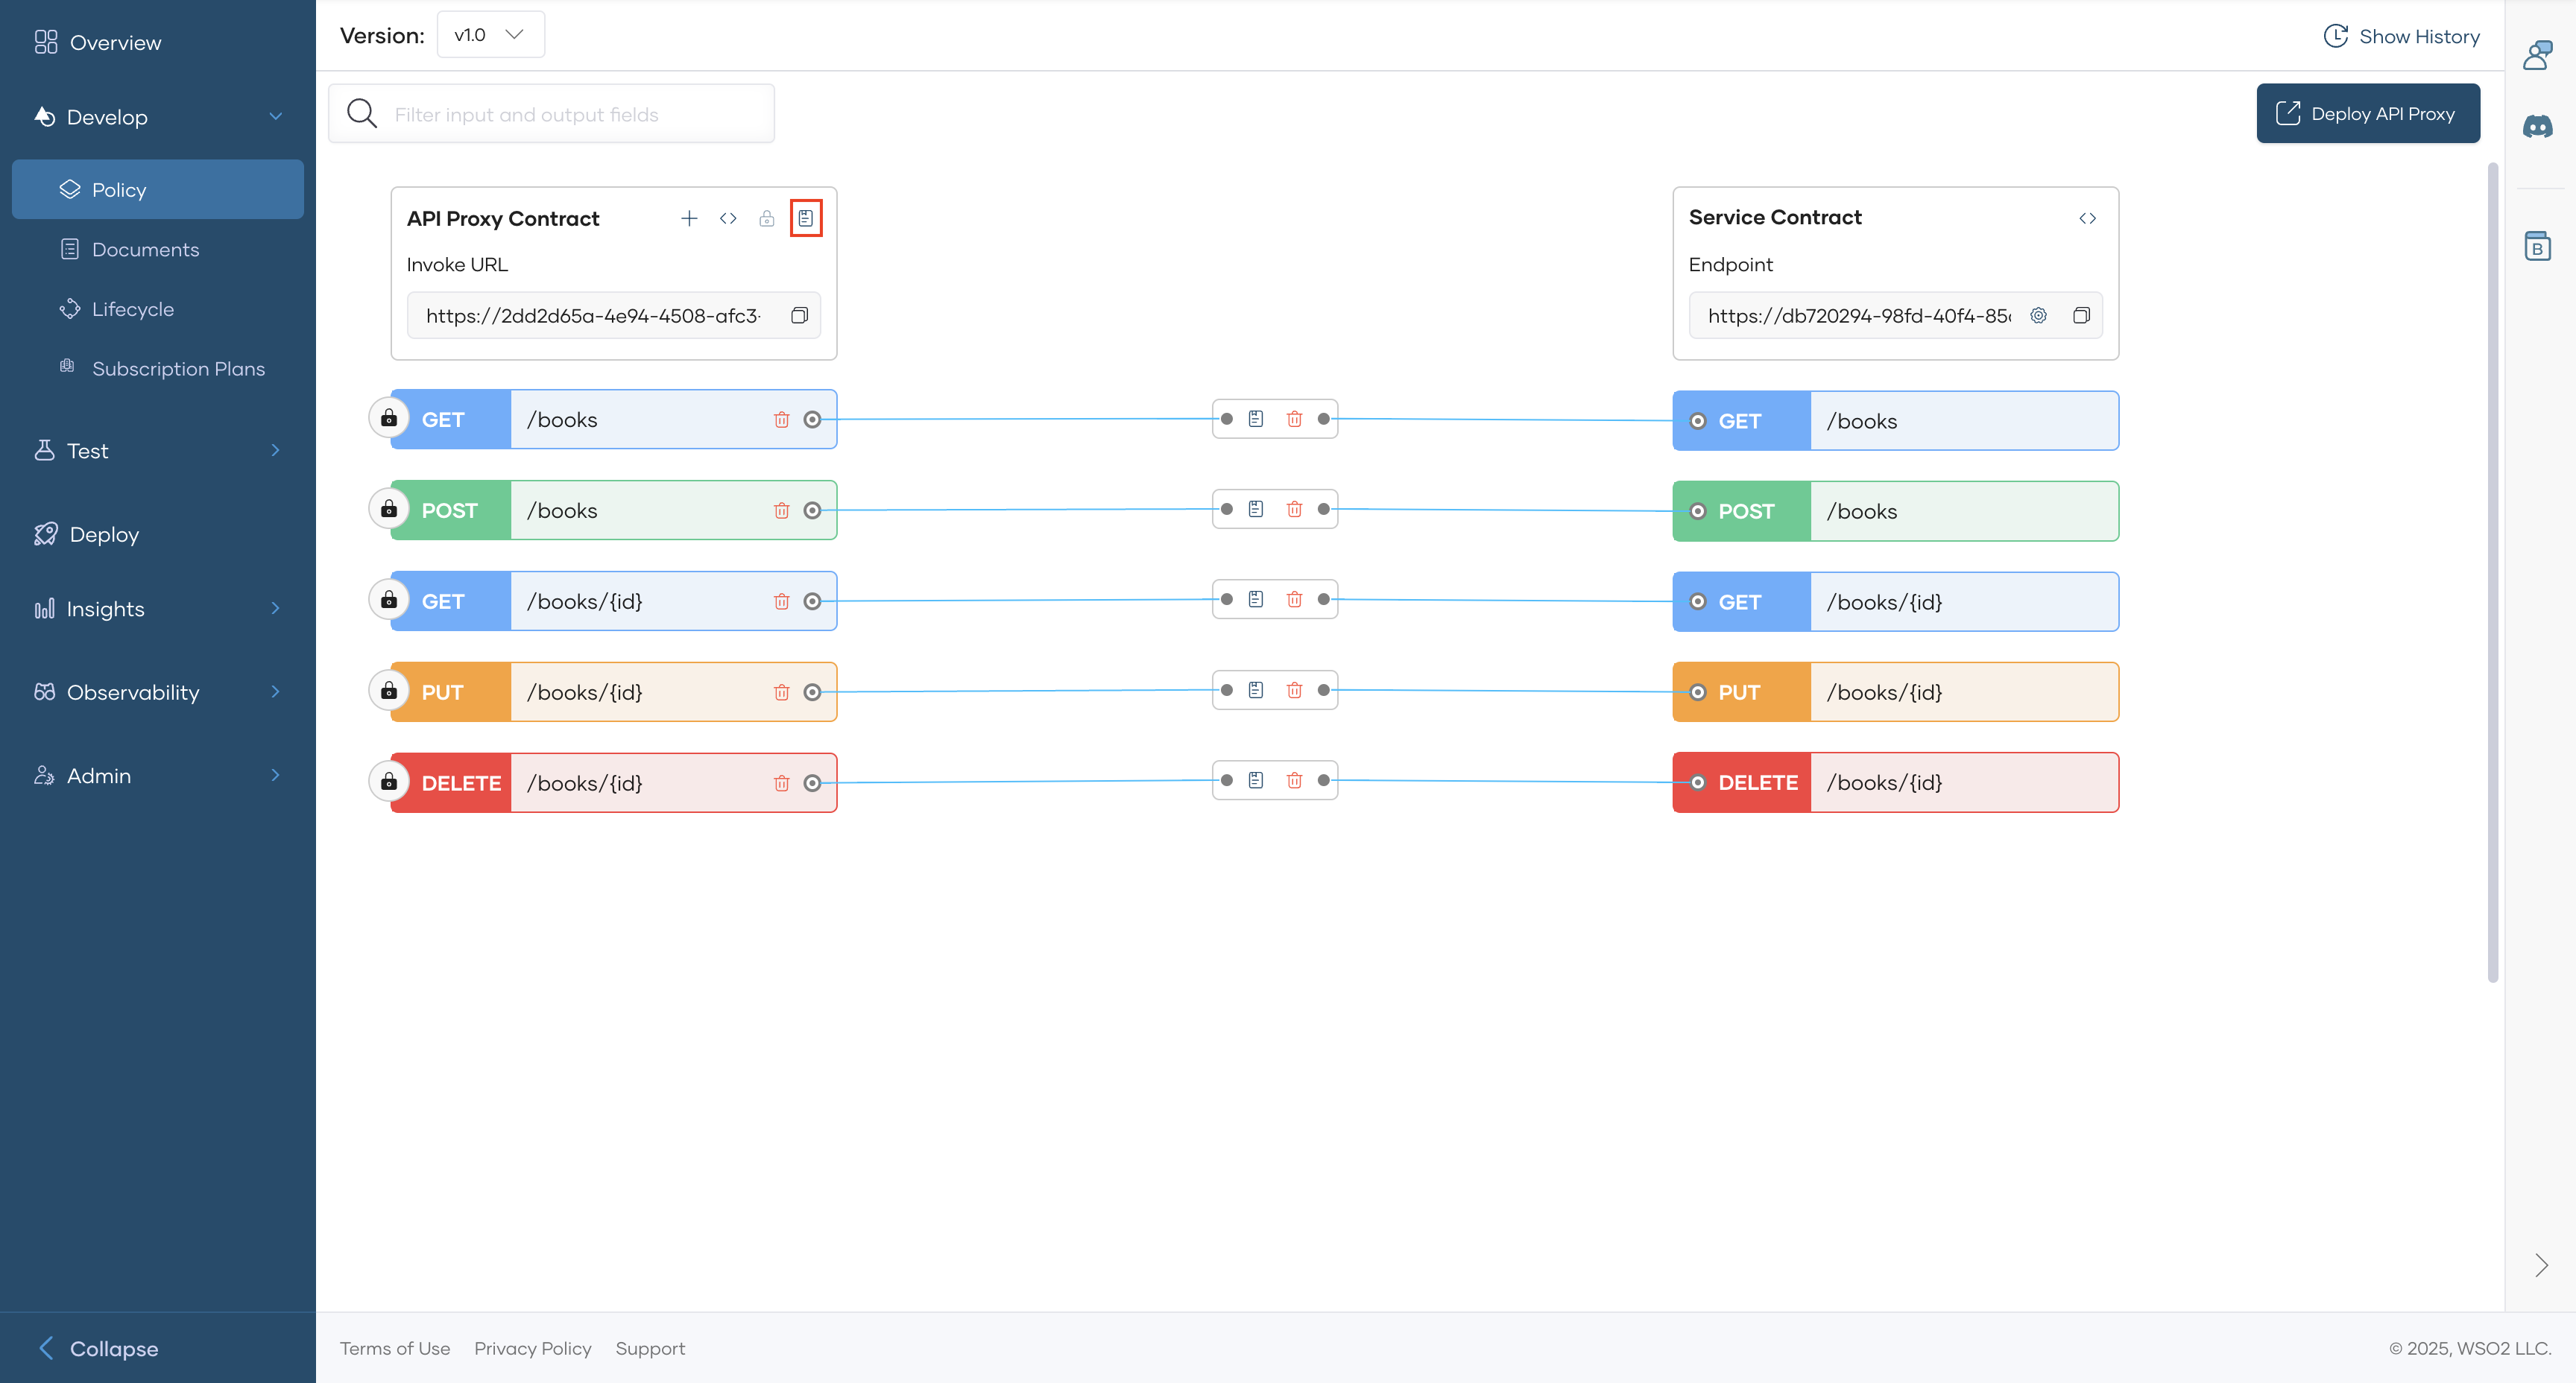 Overview
Develop
Policy
Documents
Lifecycle
Subscription Plans
Test
Deploy
Insights
Observability
Admin
Collapse
Version: v1.0
Show History
Filter input and output fields
Deploy API Proxy
API Proxy Contract
Invoke URL
https://2dd2d65a-4e94-4508-afc3-
Service Contract
Endpoint
https://db720294-98fd-40f4-85
GET /books
GET /books
POST /books
POST /books
GET /books/{id}
GET /books/{id}
PUT /books/{id}
PUT /books/{id}
DELETE /books/{id}
DELETE /books/{id}
B
Terms of Use Privacy Policy Support
© 2025, WSO2 LLC.